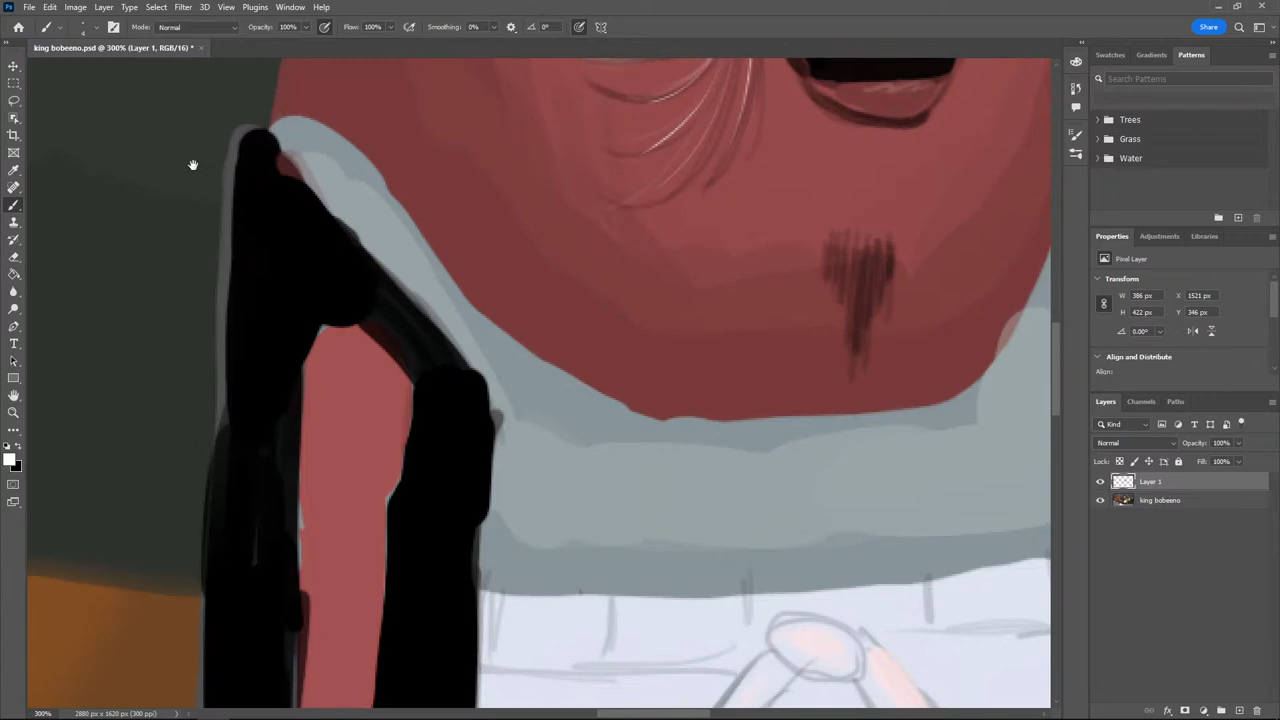 Ps File Edit Image Layer Type Select Filter 3D View Plugins Window Help
Mode: Normal Opacity: 100% Flow: 100% Smoothing: 0% 0° Share
king bobeeno.psd @ 300% (Layer 1, RGB/16) * ×
Swatches Gradients Patterns
Search Patterns
Trees
Grass
Water
Properties Adjustments Libraries
Pixel Layer
Transform
W 386 px X 1521 px
H 422 px Y 346 px
0.00°
Align and Distribute
Align:
Layers Channels Paths
Kind
Normal Opacity: 100%
Lock: Fill: 100%
Layer 1
king bobeeno
300% 2880 px x 1620 px (300 ppi)